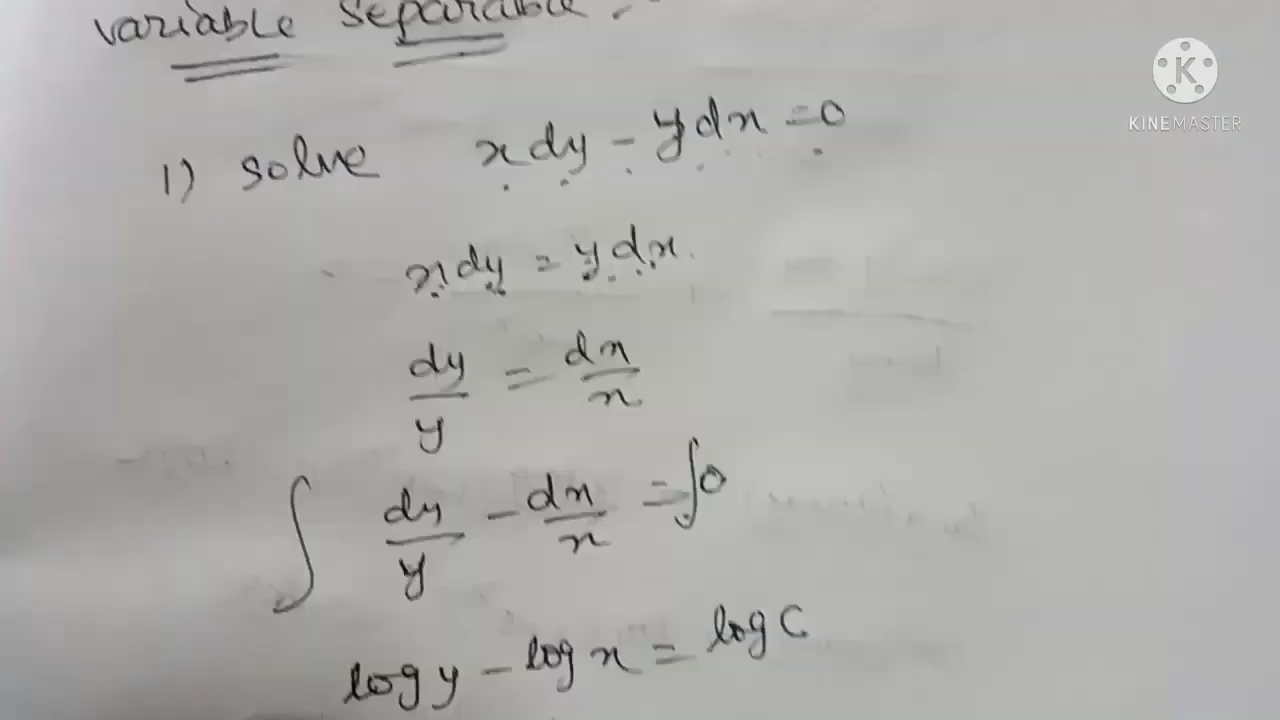 variable separable :-
1) solve x dy - y dx = 0
x dy = y dx
dy/y = dx/x
∫ dy/y - dx/x = ∫0
log y - log x = log C
K
KINEMASTER